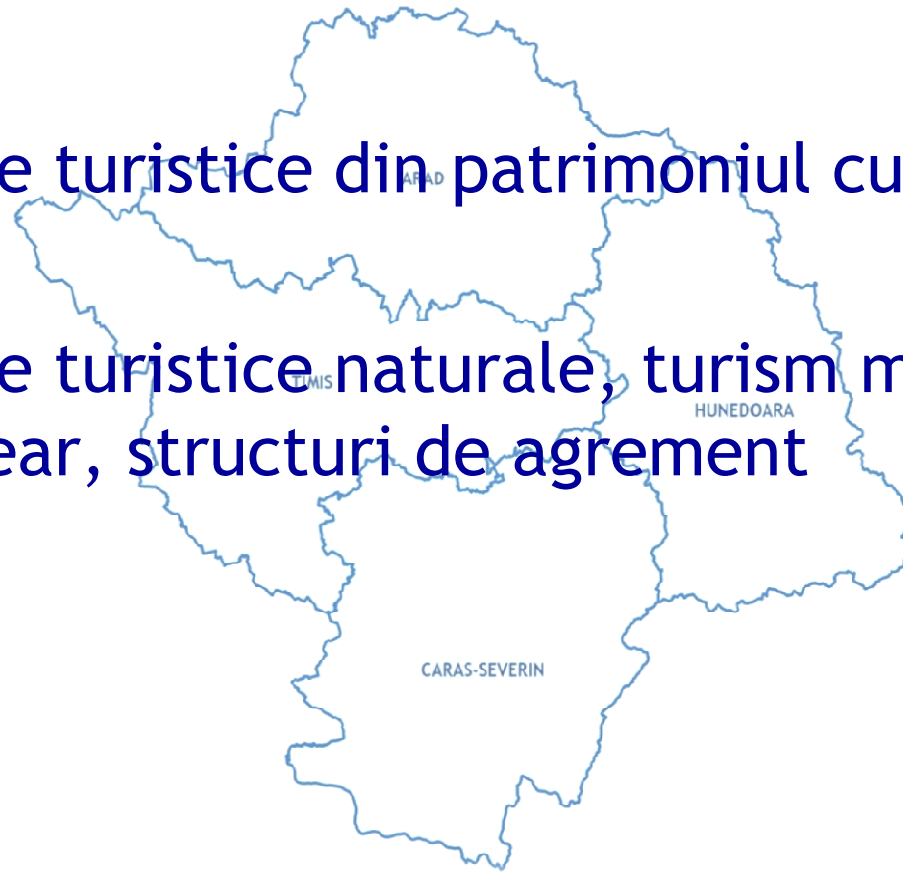 e turistice din patrimoniul cu
ARAD
e turistice naturale, turism m
TIMIS
HUNEDOARA
ear, structuri de agrement
CARAS-SEVERIN